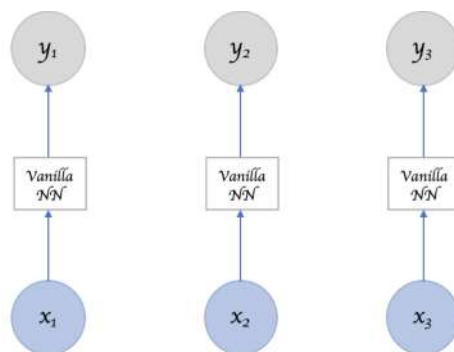 y₁ y₂ y₃
Vanilla NN Vanilla NN Vanilla NN
x₁ x₂ x₃